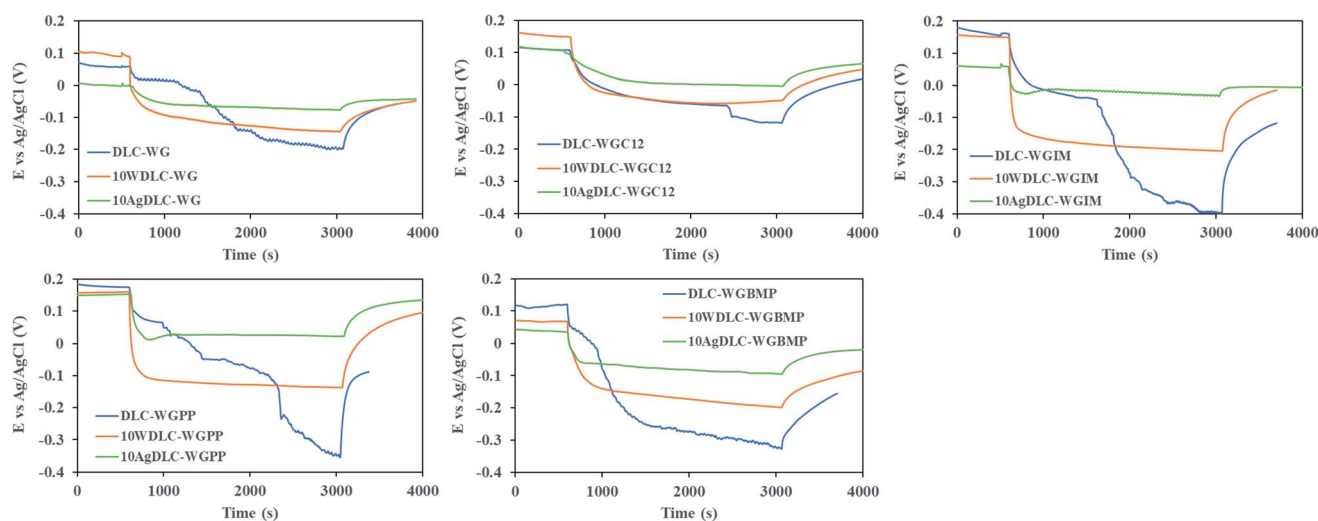 E vs Ag/AgCl (V)
0.2
0.1
0
-0.1
-0.2
-0.3
-0.4
0 1000 2000 3000 4000
Time (s)
DLC-WG
10WDLC-WG
10AgDLC-WG
E vs Ag/AgCl (V)
0.2
0.1
0
-0.1
-0.2
-0.3
-0.4
0 1000 2000 3000 4000
Time (s)
DLC-WGC12
10WDLC-WGC12
10AgDLC-WGC12
E vs Ag/AgCl (V)
0.2
0.1
0
-0.1
-0.2
-0.3
-0.4
0 1000 2000 3000 4000
Time (s)
DLC-WGIM
10WDLC-WGIM
10AgDLC-WGIM
E vs Ag/AgCl (V)
0.2
0.1
0
-0.1
-0.2
-0.3
-0.4
0 1000 2000 3000 4000
Time (s)
DLC-WGPP
10WDLC-WGPP
10AgDLC-WGPP
E vs Ag/AgCl (V)
0.2
0.1
0
-0.1
-0.2
-0.3
-0.4
0 1000 2000 3000 4000
Time (s)
DLC-WGBMP
10WDLC-WGBMP
10AgDLC-WGBMP